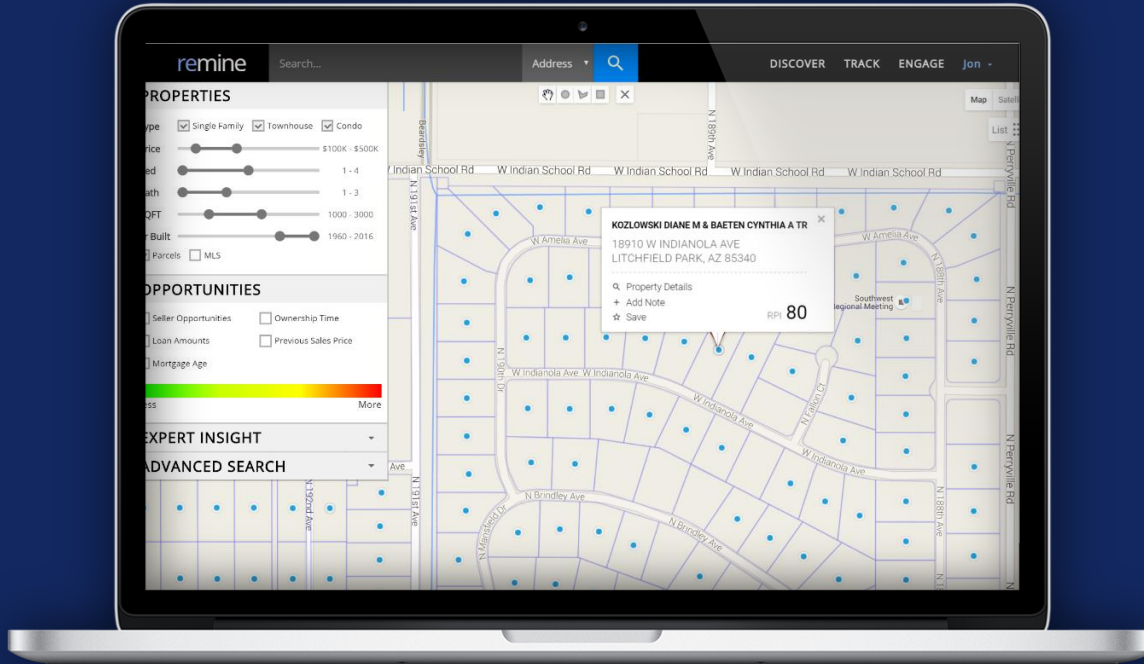 remine
Search...
Address
DISCOVER TRACK ENGAGE Jon
PROPERTIES
ype Single Family Townhouse Condo
rice $100K - $500K
ed 1 - 4
ath 1 - 3
QFT 1000 - 3000
r Built 1960 - 2016
Parcels MLS
OPPORTUNITIES
Seller Opportunities Ownership Time
Loan Amounts Previous Sales Price
Mortgage Age
ess More
EXPERT INSIGHT
ADVANCED SEARCH
Map Satelli
List
Beardsley
N 189th Ave
N Perryville Rd
Indian School Rd W Indian School Rd W Indian School Rd W Indian School Rd W Indian School Rd
N 191st Ave
KOZLOWSKI DIANE M & BAETEN CYNTHIA A TR
18910 W INDIANOLA AVE
LITCHFIELD PARK, AZ 85340
Property Details
+ Add Note
Save
RPI 80
W Amelia Ave
W Amelia Ave
N 188th Ave
Southwest
Regional Meeting
N Perryville Rd
N 190th Dr
W Indianola Ave W Indianola Ave
W Indianola Ave
N Fallon Ct
W Indianola Ave
N Perryville Rd
Ave
N 192nd Ave
N 191st Ave
N Mansfield Dr
N Brindley Ave
N Brindley Ave
N 188th Ave